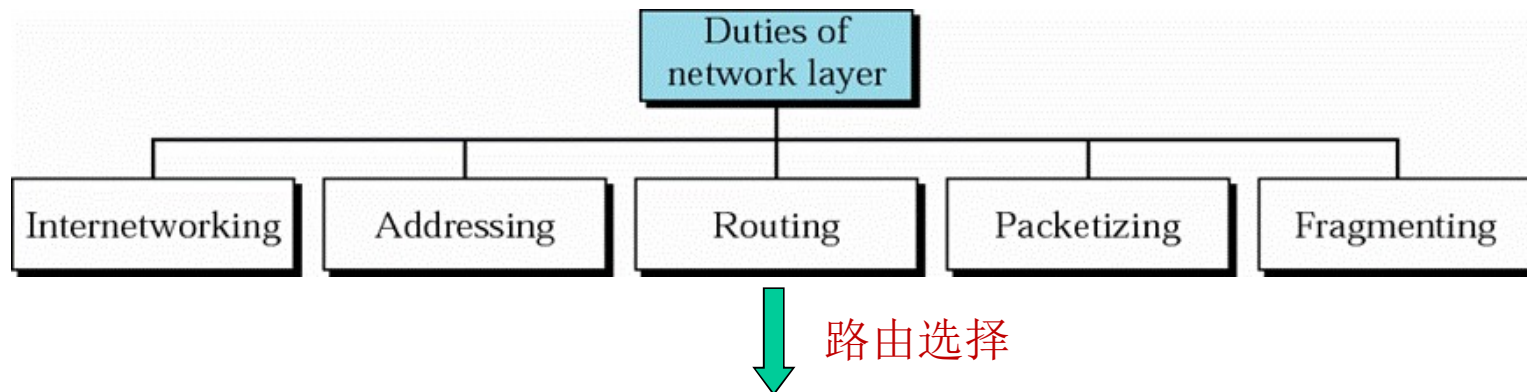 Duties of
network layer
Internetworking
Addressing
Routing
Packetizing
Fragmenting
路由选择